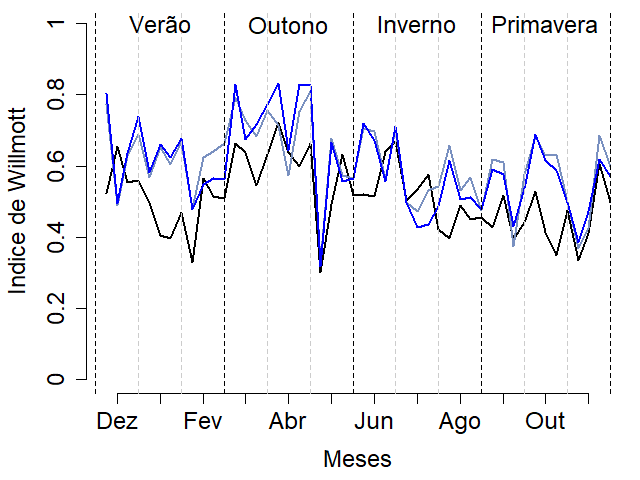 Verão Outono Inverno Primavera
1
0.8
0.6
0.4
0.2
0
Indice de Willmott
Dez Fev Abr Jun Ago Out
Meses